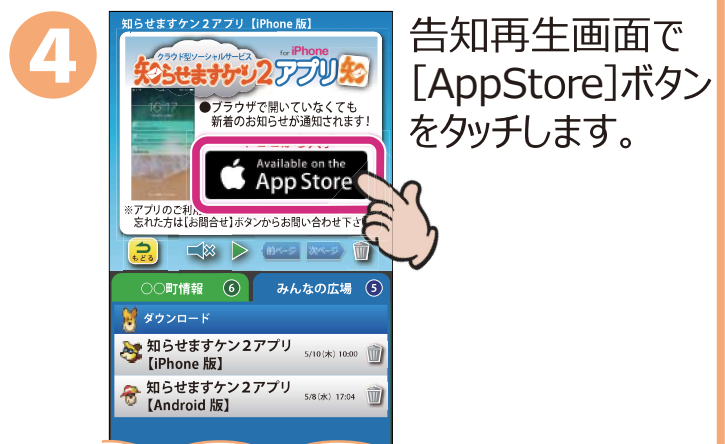 4
告知再生画面で
[AppStore]ボタン
をタッチします。
知らせますケン2アプリ【iPhone 版】
クラウド型ソーシャルサービス for iPhone
知らせますケン2 アプリ 知
16:17
●ブラウザで開いていなくても
新着のお知らせが通知されます!
Available on the
App Store
※アプリのご利用
忘れた方は[お問合せ]ボタンからお問い合わせ下さ
もどる 前ページ 次ページ
○○町情報 6 みんなの広場 5
ダウンロード
知らせますケン2アプリ
【iPhone 版】 5/10(木) 10:00
知らせますケン2アプリ
【Android 版】 5/8(水) 17:04